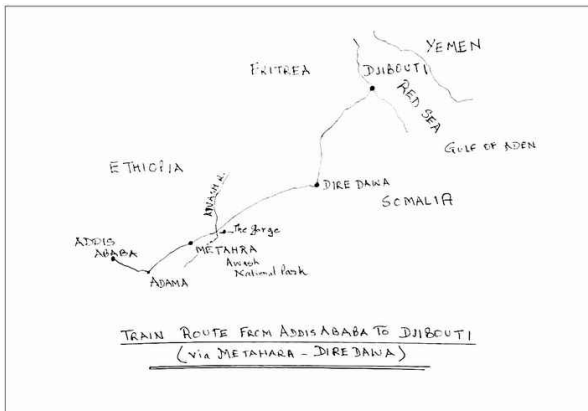 YEMEN
ERITREA
DJIBOUTI
RED SEA
GULF OF ADEN
ETHIOPIA
AWASH R.
DIRE DAWA
SOMALIA
The Gorge
ADDIS
ABABA
METAHRA
Awash
National Park
ADAMA
TRAIN ROUTE FROM ADDIS ABABA TO DJIBOUTI
(via METAHARA - DIRE DAWA)